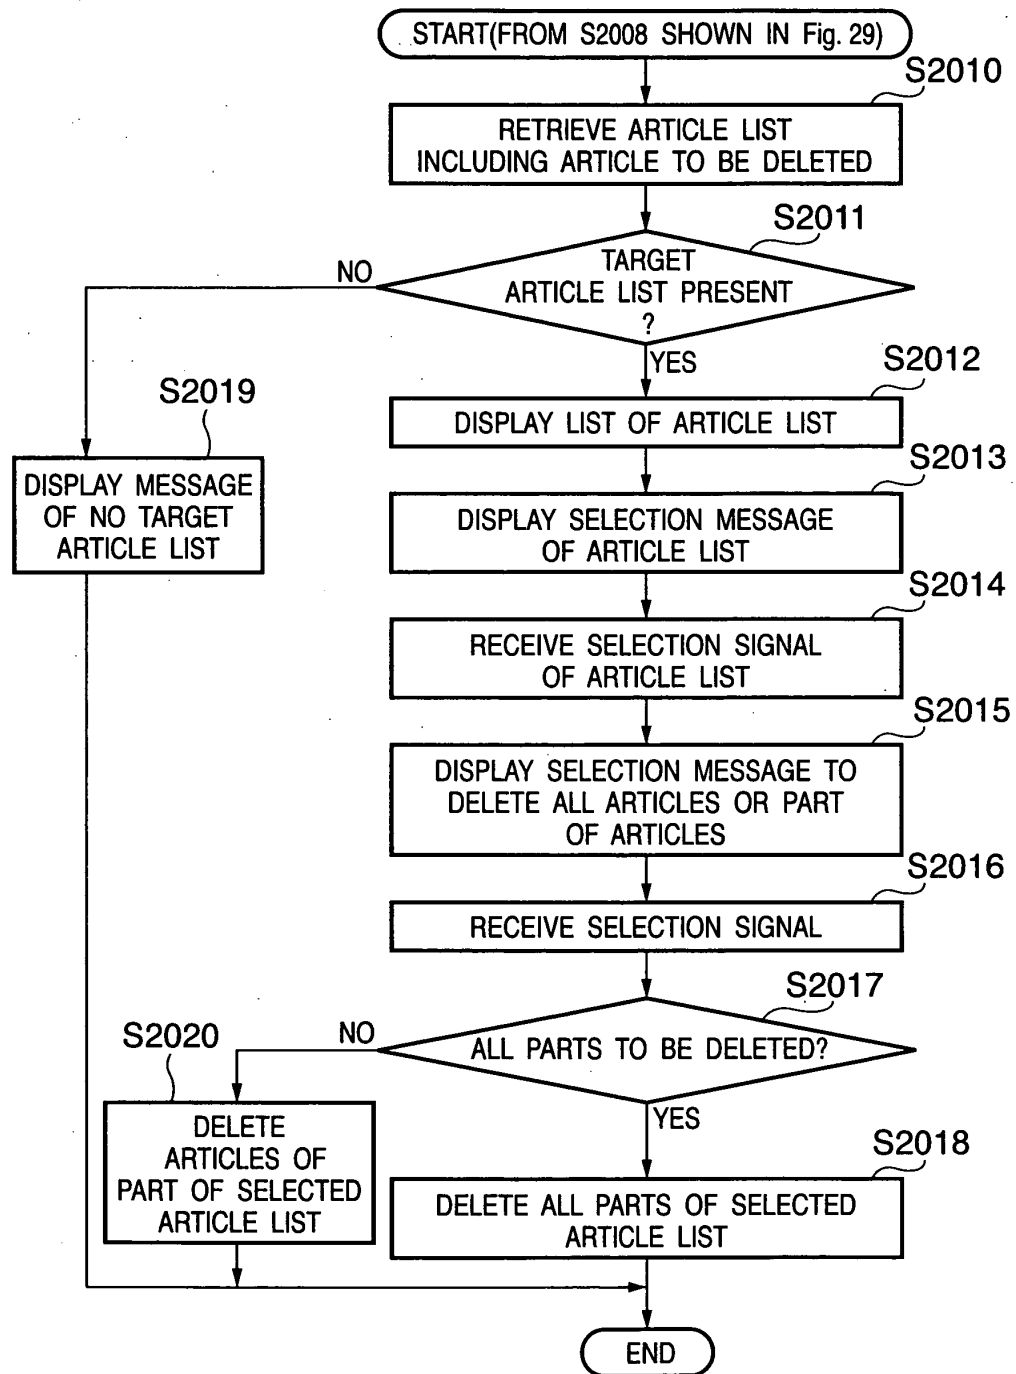 START(FROM S2008 SHOWN IN Fig. 29)
S2010
RETRIEVE ARTICLE LIST
INCLUDING ARTICLE TO BE DELETED
S2011
TARGET
ARTICLE LIST PRESENT
?
NO
YES
S2012
DISPLAY LIST OF ARTICLE LIST
S2019
DISPLAY MESSAGE
OF NO TARGET
ARTICLE LIST
S2013
DISPLAY SELECTION MESSAGE
OF ARTICLE LIST
S2014
RECEIVE SELECTION SIGNAL
OF ARTICLE LIST
S2015
DISPLAY SELECTION MESSAGE TO
DELETE ALL ARTICLES OR PART
OF ARTICLES
S2016
RECEIVE SELECTION SIGNAL
S2017
ALL PARTS TO BE DELETED?
NO
YES
S2020
DELETE
ARTICLES OF
PART OF SELECTED
ARTICLE LIST
S2018
DELETE ALL PARTS OF SELECTED
ARTICLE LIST
END